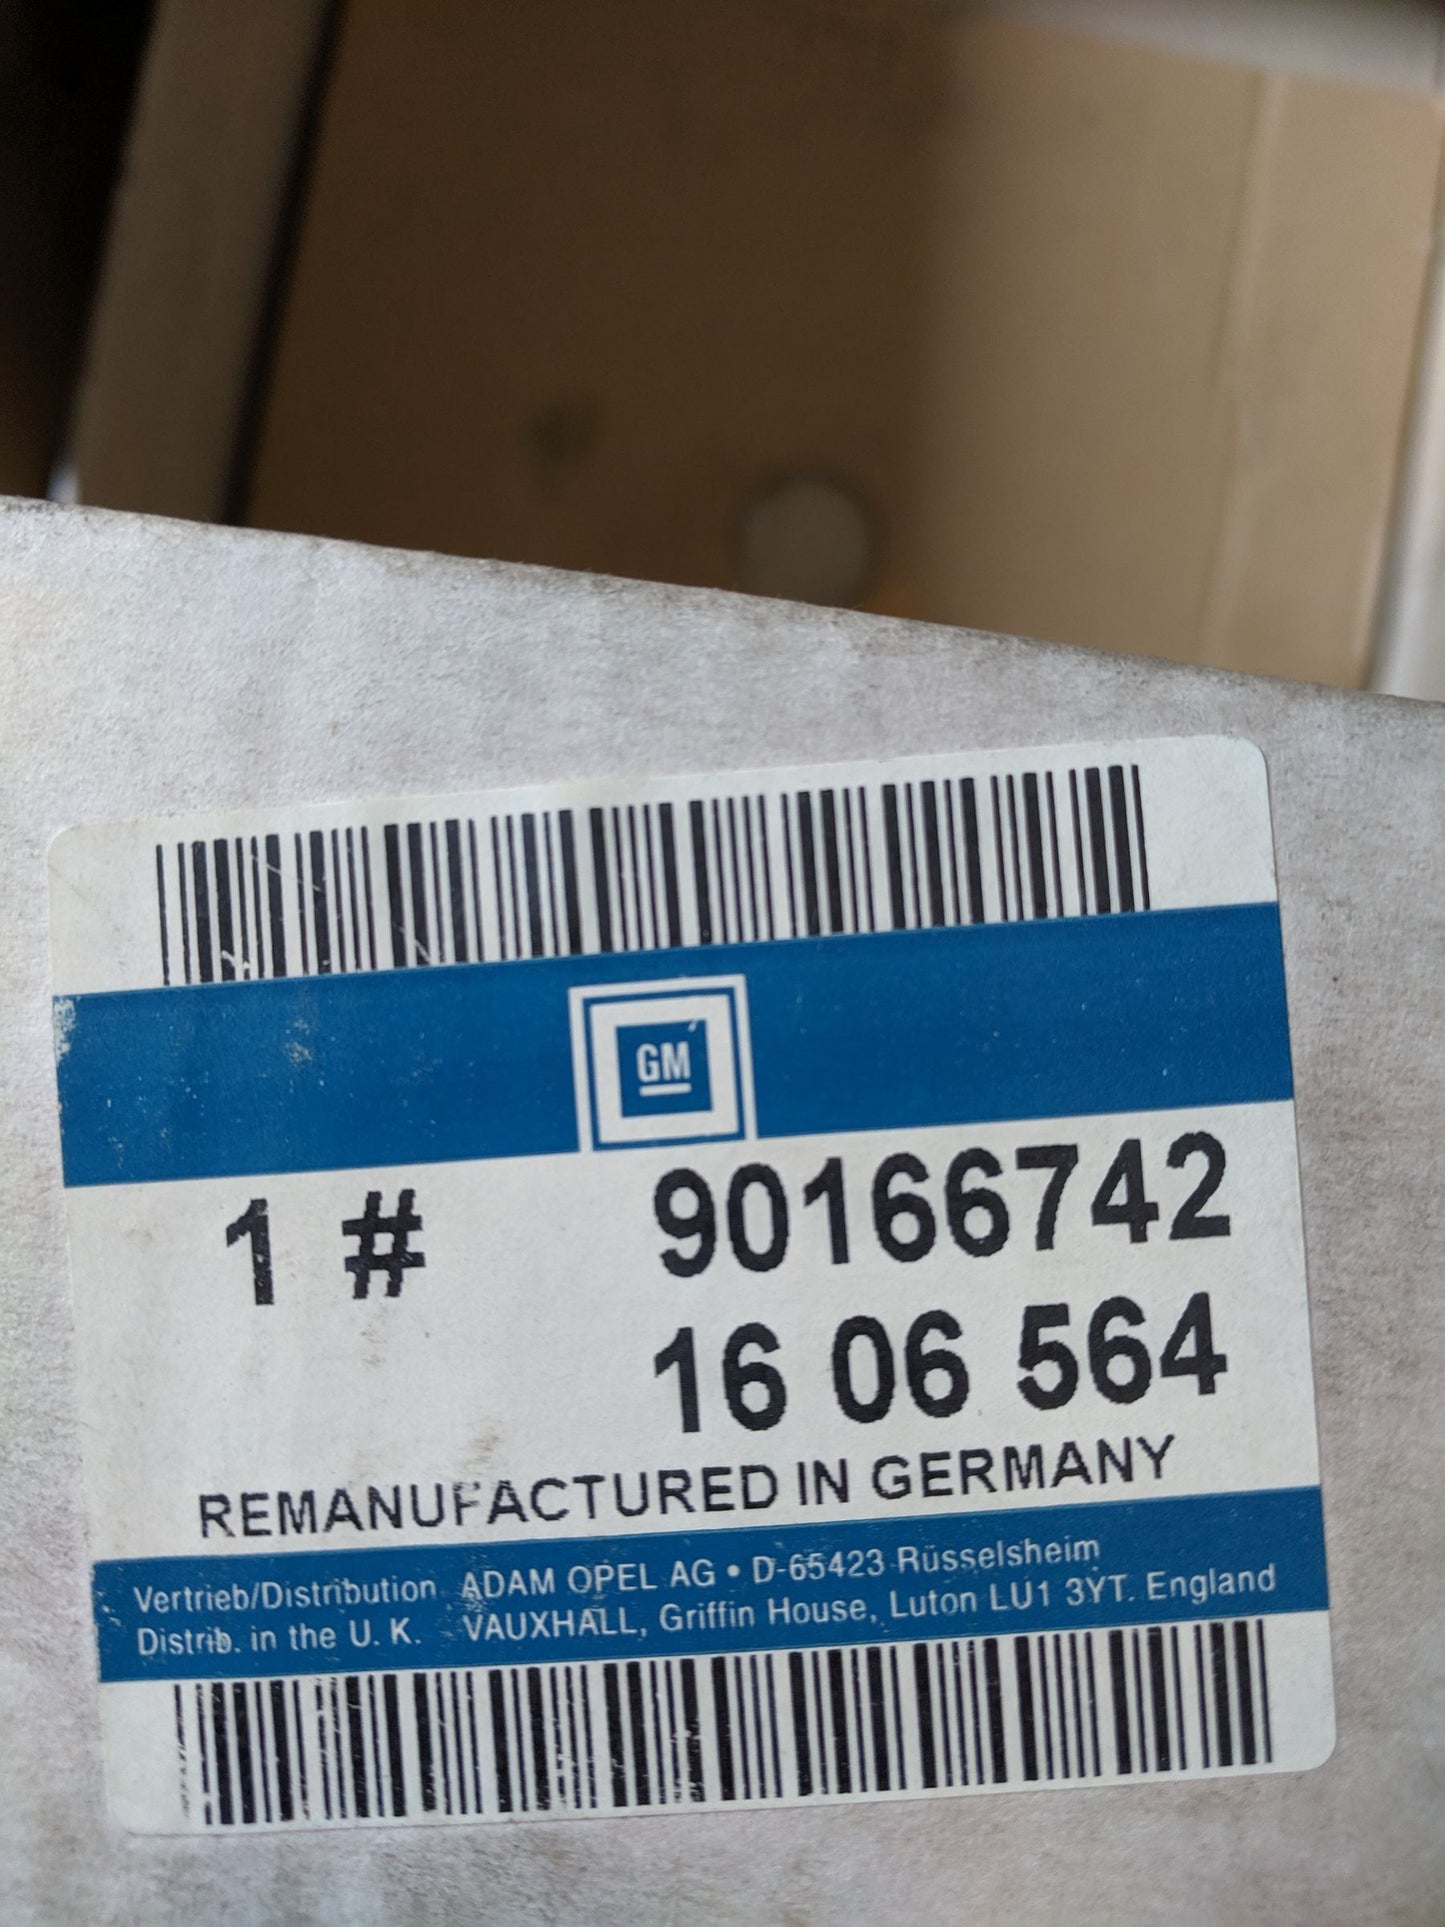 GM
1 # 90166742
16 06 564
REMANUFACTURED IN GERMANY
Vertrieb/Distribution ADAM OPEL AG • D-65423 Rüsselsheim
Distrib. in the U. K. VAUXHALL, Griffin House, Luton LU1 3YT. England